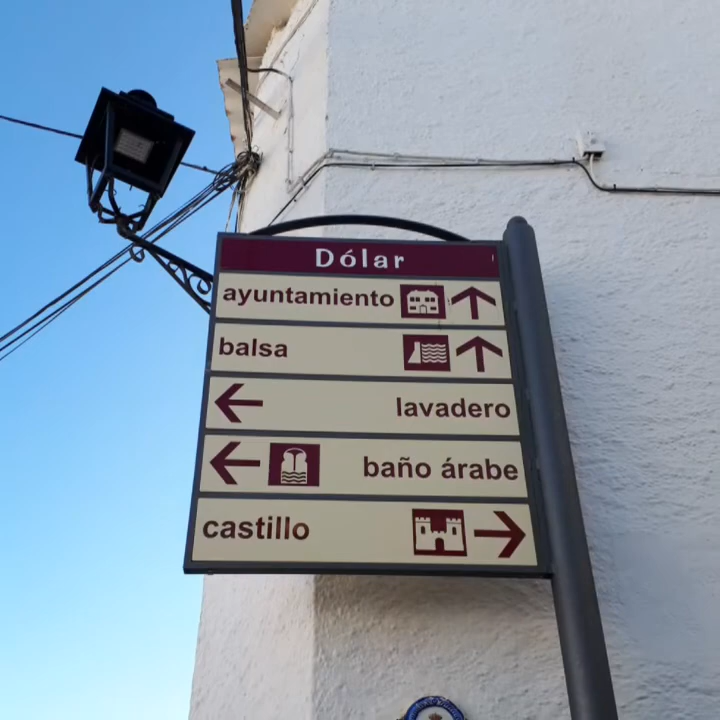 Dólar
ayuntamiento
balsa
lavadero
baño árabe
castillo